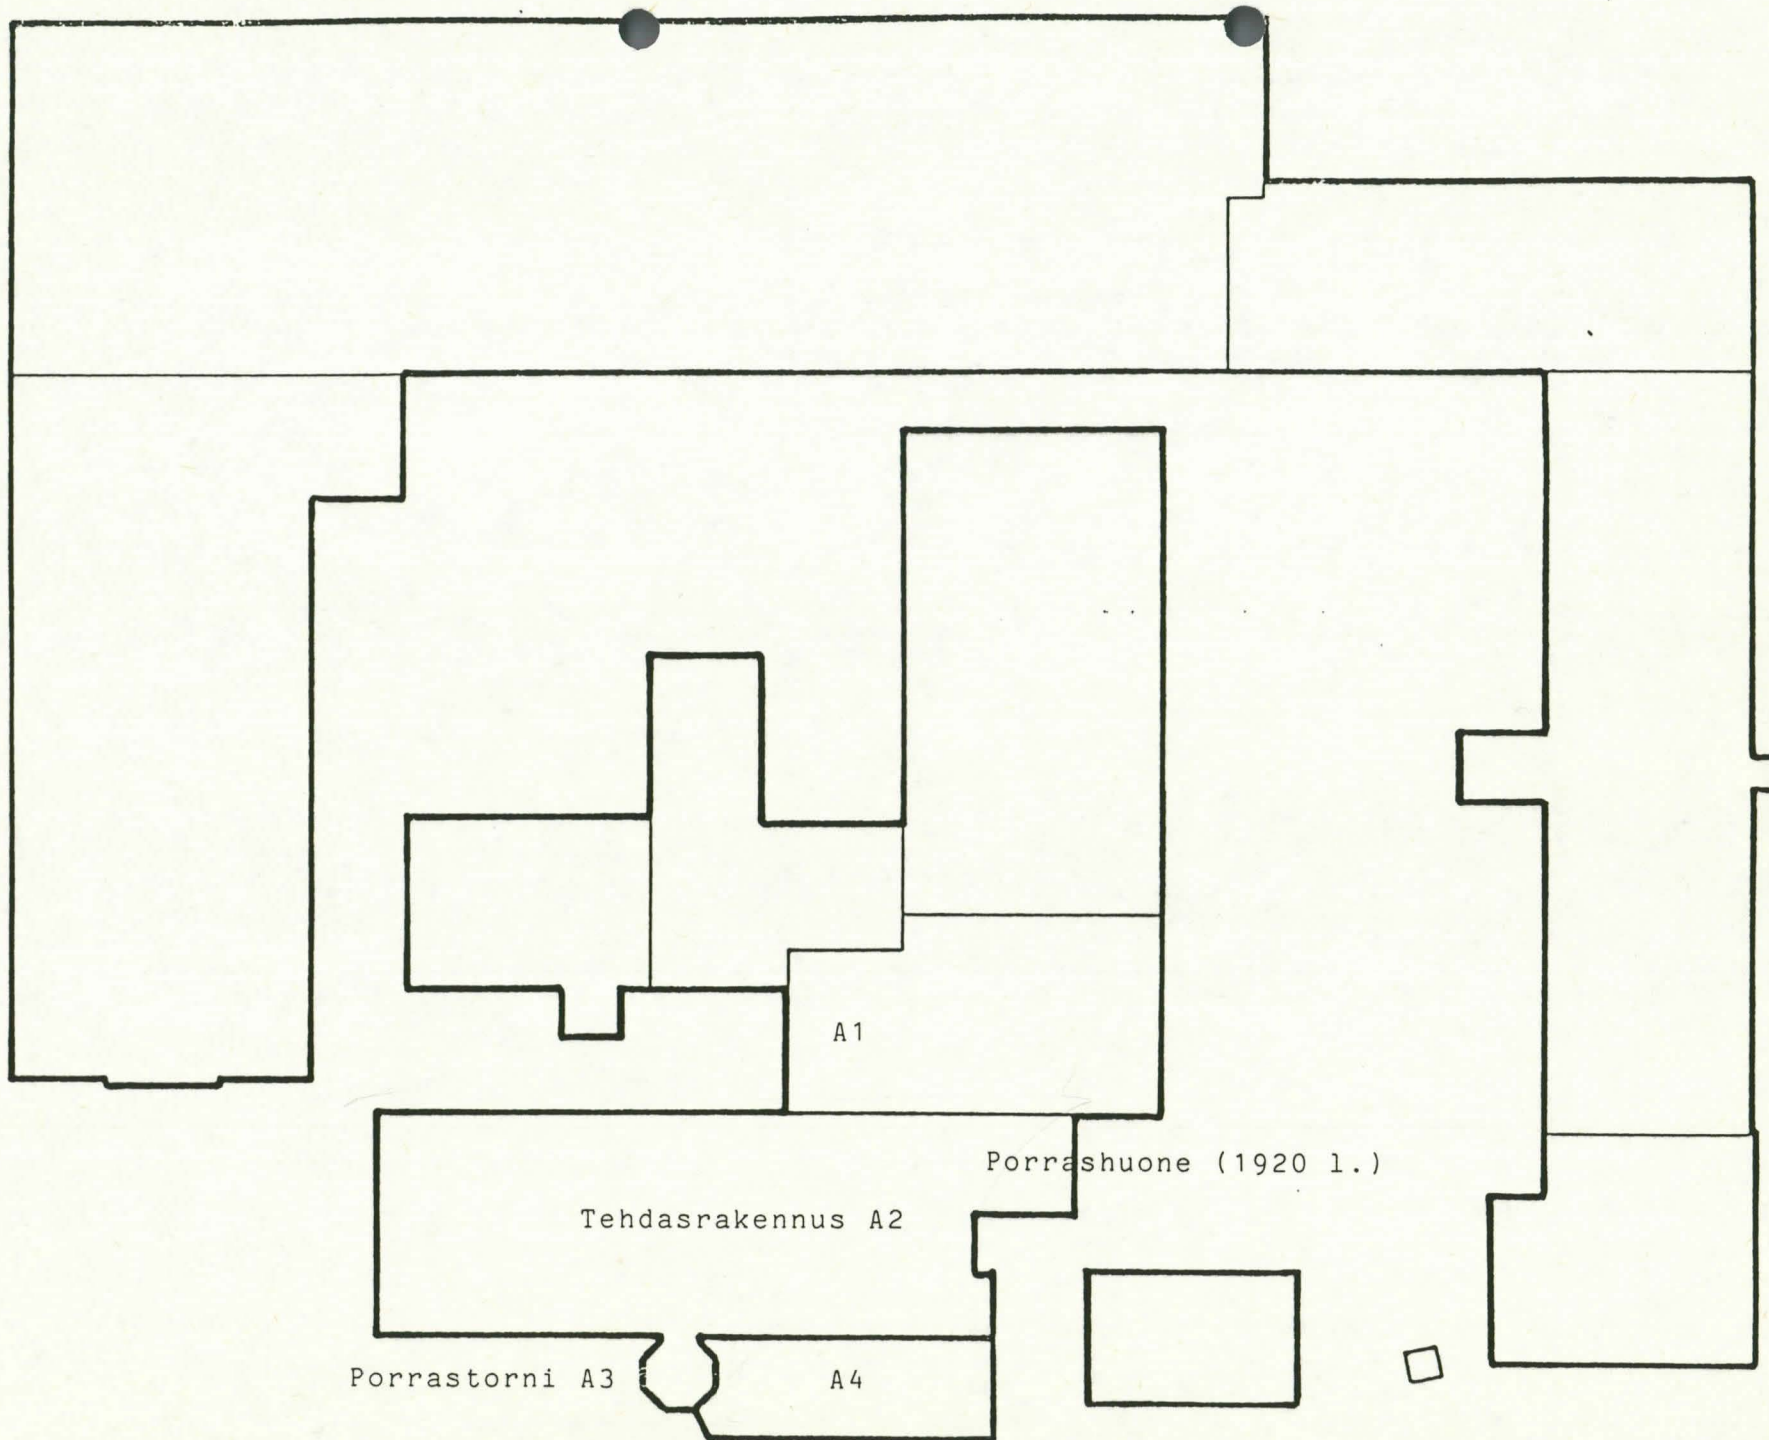 A1
Porrashuone (1920 l.)
Tehdasrakennus A2
Porrastorni A3
A4